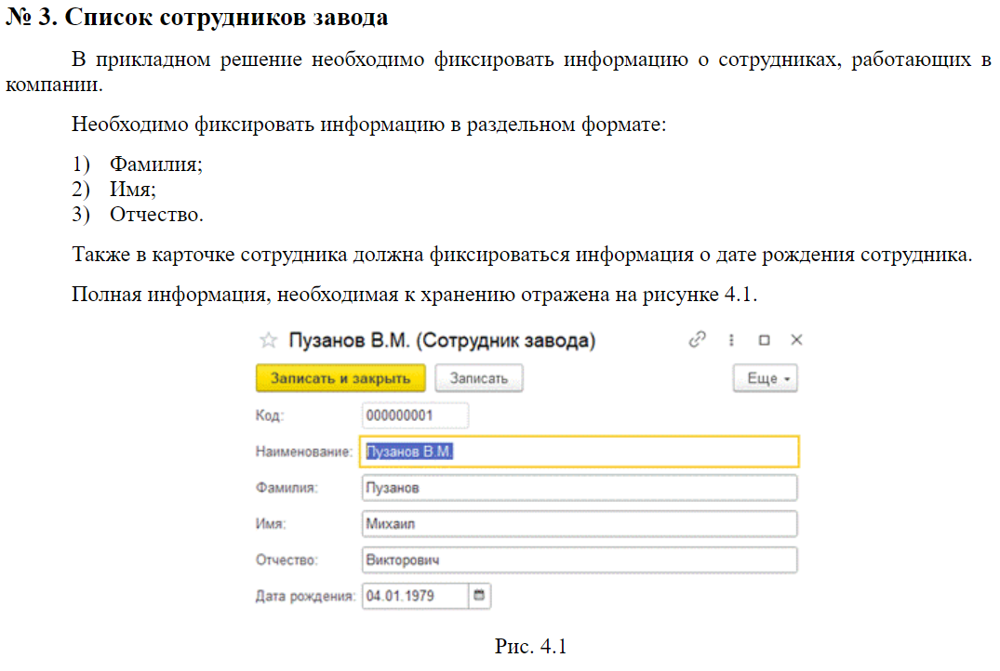 № 3. Список сотрудников завода
В прикладном решение необходимо фиксировать информацию о сотрудниках, работающих в
компании.
Необходимо фиксировать информацию в раздельном формате:
1) Фамилия;
2) Имя;
3) Отчество.
Также в карточке сотрудника должна фиксироваться информация о дате рождения сотрудника.
Полная информация, необходимая к хранению отражена на рисунке 4.1.
Пузанов В.М. (Сотрудник завода)
Записать и закрыть Записать Еще
Код: 000000001
Наименование: Пузанов В.М.
Фамилия: Пузанов
Имя: Михаил
Отчество: Викторович
Дата рождения: 04.01.1979
Рис. 4.1